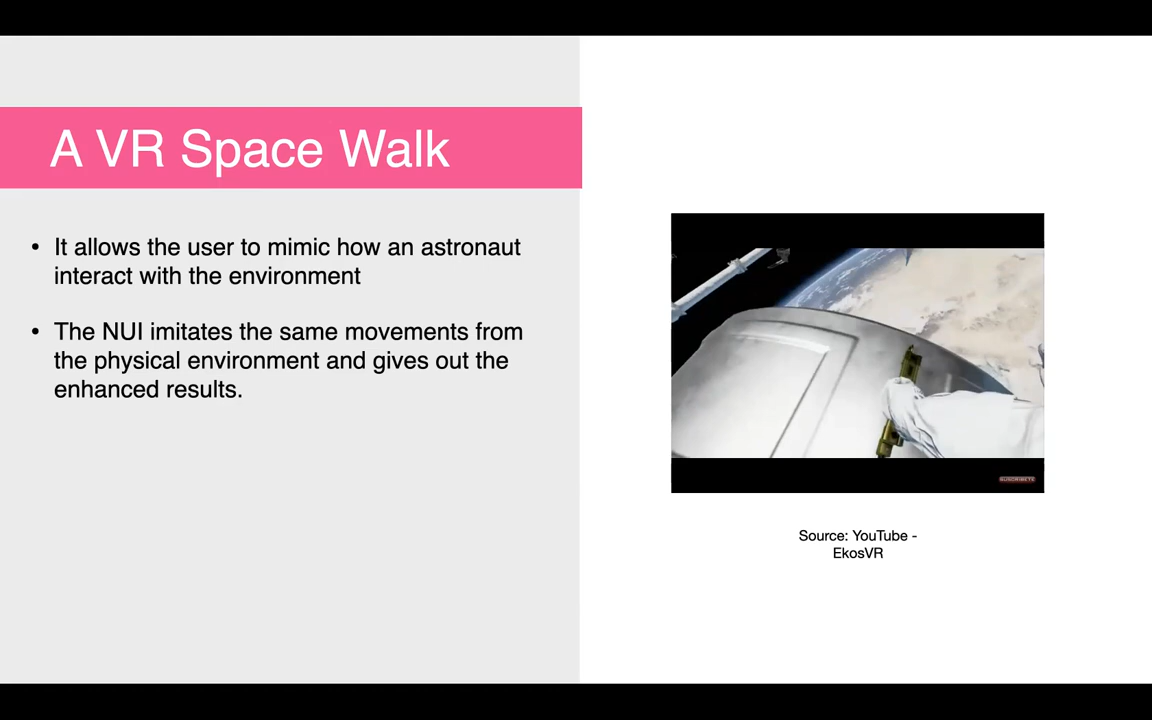 A VR Space Walk
• It allows the user to mimic how an astronaut
interact with the environment
• The NUI imitates the same movements from
the physical environment and gives out the
enhanced results.
SUSCRIBETE
Source: YouTube -
EkosVR